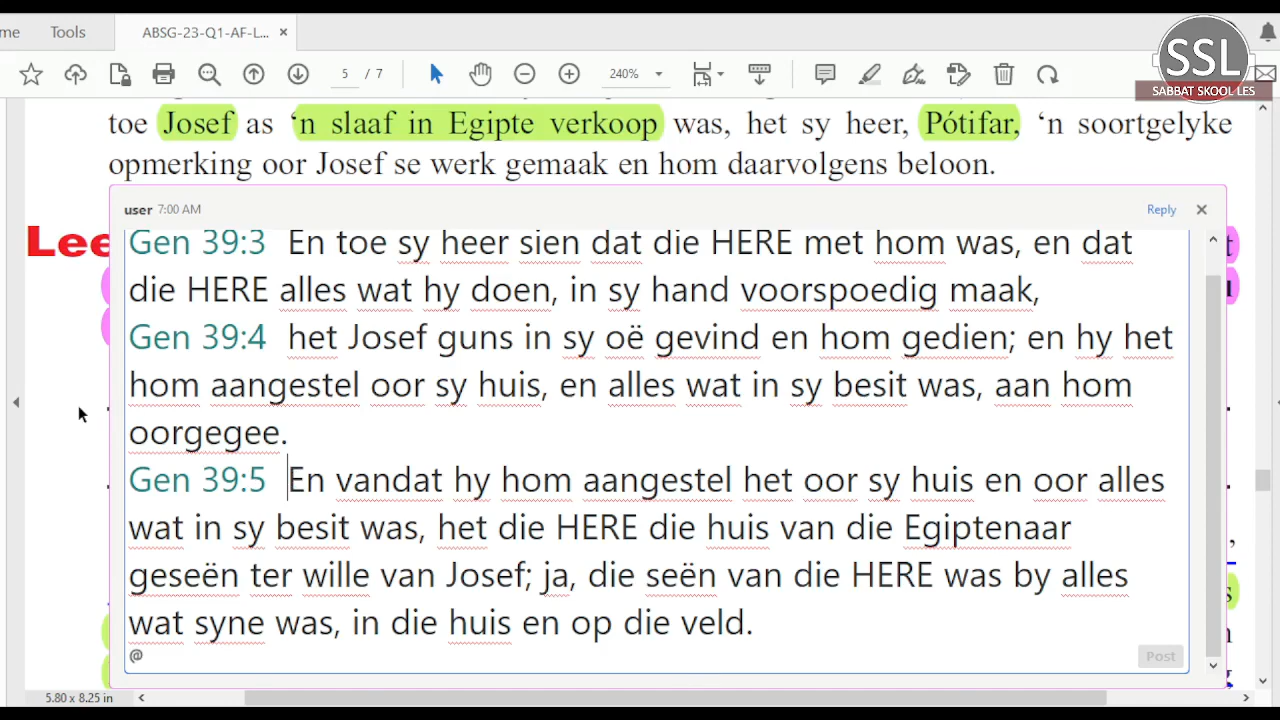 me Tools ABSG-23-Q1-AF-L... ×
5 / 7 240%
SSL
SABBAT SKOOL LES
toe Josef as ‘n slaaf in Egipte verkoop was, het sy heer, Pótifar, ‘n soortgelyke
opmerking oor Josef se werk gemaak en hom daarvolgens beloon.
user 7:00 AM Reply ×
Lee
Gen 39:3 En toe sy heer sien dat die HERE met hom was, en dat
die HERE alles wat hy doen, in sy hand voorspoedig maak,
Gen 39:4 het Josef guns in sy oë gevind en hom gedien; en hy het
hom aangestel oor sy huis, en alles wat in sy besit was, aan hom
oorgegee.
Gen 39:5 En vandat hy hom aangestel het oor sy huis en oor alles
wat in sy besit was, het die HERE die huis van die Egiptenaar
geseën ter wille van Josef; ja, die seën van die HERE was by alles
wat syne was, in die huis en op die veld.
@ Post
5.80 x 8.25 in